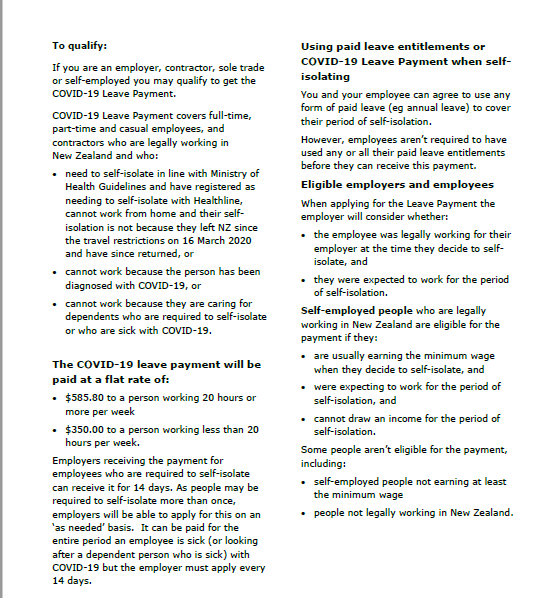 To qualify:
If you are an employer, contractor, sole trade
or self-employed you may qualify to get the
COVID-19 Leave Payment.
COVID-19 Leave Payment covers full-time,
part-time and casual employees, and
contractors who are legally working in
New Zealand and who:
• need to self-isolate in line with Ministry of
Health Guidelines and have registered as
needing to self-isolate with Healthline,
cannot work from home and their self-
isolation is not because they left NZ since
the travel restrictions on 16 March 2020
and have since returned, or
• cannot work because the person has been
diagnosed with COVID-19, or
• cannot work because they are caring for
dependents who are required to self-isolate
or who are sick with COVID-19.
The COVID-19 leave payment will be
paid at a flat rate of:
• $585.80 to a person working 20 hours or
more per week
• $350.00 to a person working less than 20
hours per week.
Employers receiving the payment for
employees who are required to self-isolate
can receive it for 14 days. As people may be
required to self-isolate more than once,
employers will be able to apply for this on an
‘as needed’ basis.  It can be paid for the
entire period an employee is sick (or looking
after a dependent person who is sick) with
COVID-19 but the employer must apply every
14 days.
Using paid leave entitlements or
COVID-19 Leave Payment when self-
isolating
You and your employee can agree to use any
form of paid leave (eg annual leave) to cover
their period of self-isolation.
However, employees aren’t required to have
used any or all their paid leave entitlements
before they can receive this payment.
Eligible employers and employees
When applying for the Leave Payment the
employer will consider whether:
• the employee was legally working for their
employer at the time they decide to self-
isolate, and
• they were expected to work for the period
of self-isolation.
Self-employed people who are legally
working in New Zealand are eligible for the
payment if they:
• are usually earning the minimum wage
when they decide to self-isolate, and
• were expecting to work for the period of
self-isolation, and
• cannot draw an income for the period of
self-isolation.
Some people aren’t eligible for the payment,
including:
• self-employed people not earning at least
the minimum wage
• people not legally working in New Zealand.